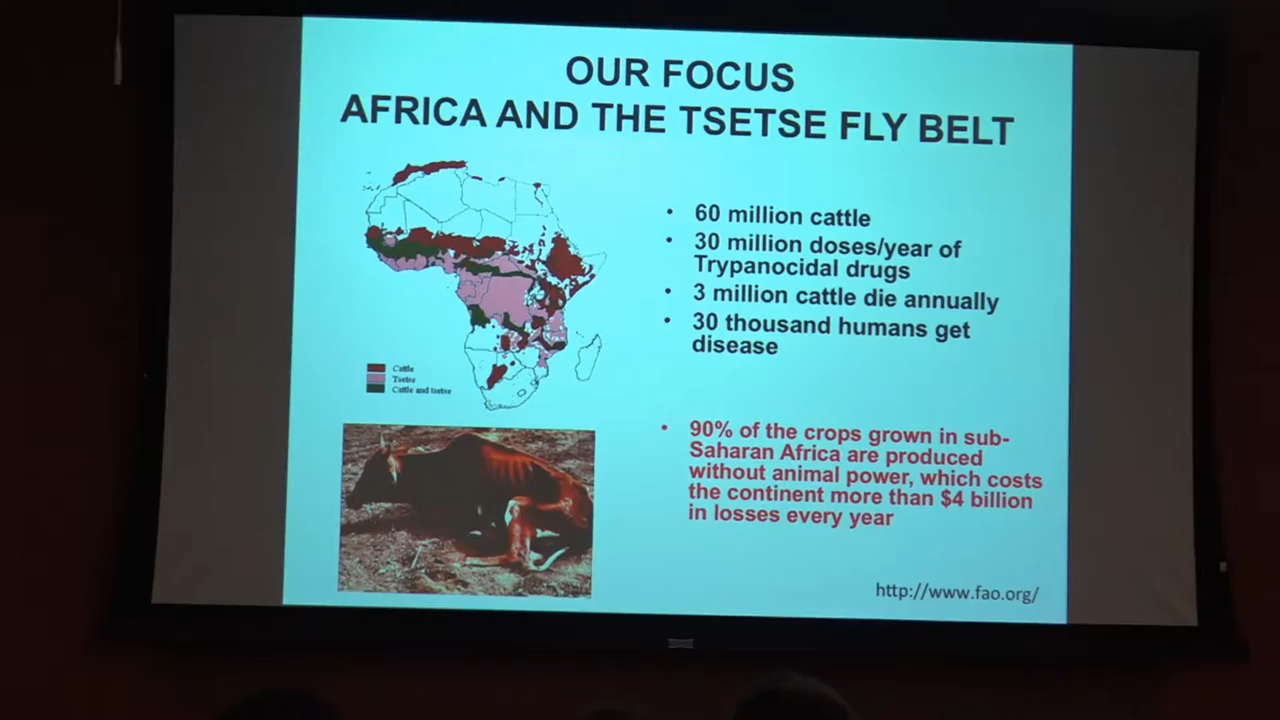 OUR FOCUS
AFRICA AND THE TSETSE FLY BELT
• 60 million cattle
• 30 million doses/year of
Trypanocidal drugs
• 3 million cattle die annually
• 30 thousand humans get
disease
Cattle
Tsetse
Cattle and tsetse
• 90% of the crops grown in sub-
Saharan Africa are produced
without animal power, which costs
the continent more than $4 billion
in losses every year
http://www.fao.org/